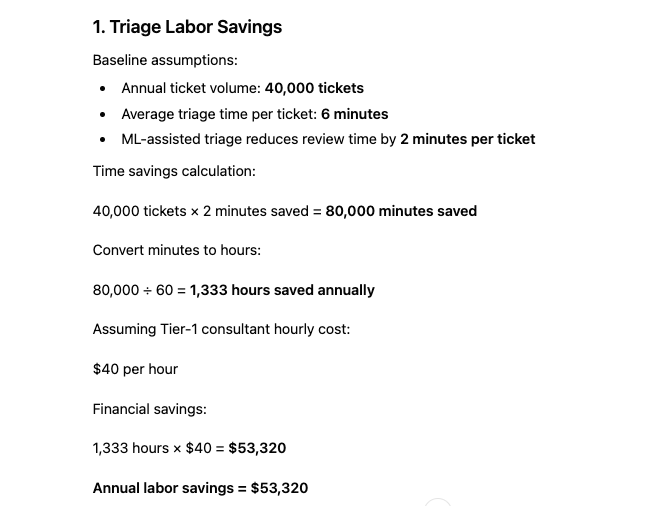 1. Triage Labor Savings
Baseline assumptions:
• Annual ticket volume: 40,000 tickets
• Average triage time per ticket: 6 minutes
• ML-assisted triage reduces review time by 2 minutes per ticket
Time savings calculation:
40,000 tickets × 2 minutes saved = 80,000 minutes saved
Convert minutes to hours:
80,000 ÷ 60 = 1,333 hours saved annually
Assuming Tier-1 consultant hourly cost:
$40 per hour
Financial savings:
1,333 hours × $40 = $53,320
Annual labor savings = $53,320